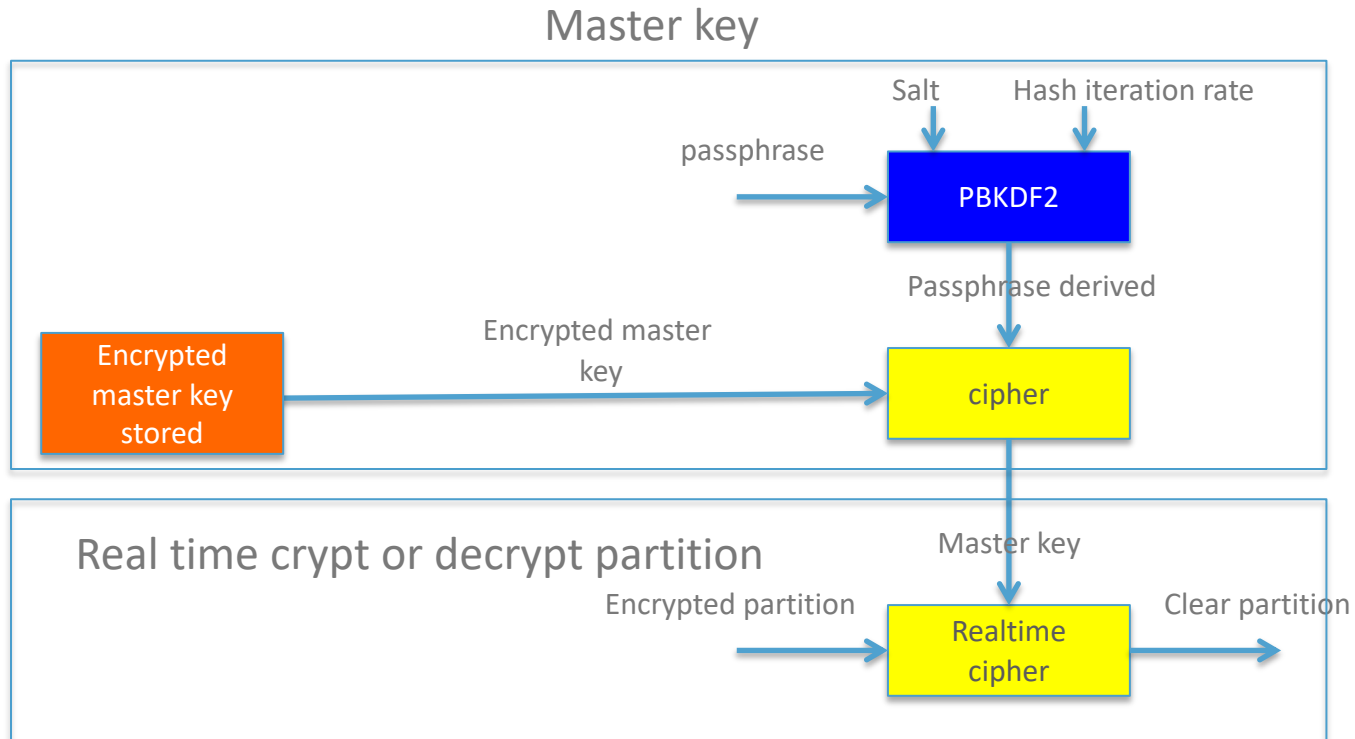 Master key
Salt
Hash iteration rate
passphrase
PBKDF2
Passphrase derived
Encrypted master
key
Encrypted
master key
stored
cipher
Real time crypt or decrypt partition
Master key
Encrypted partition
Clear partition
Realtime
cipher